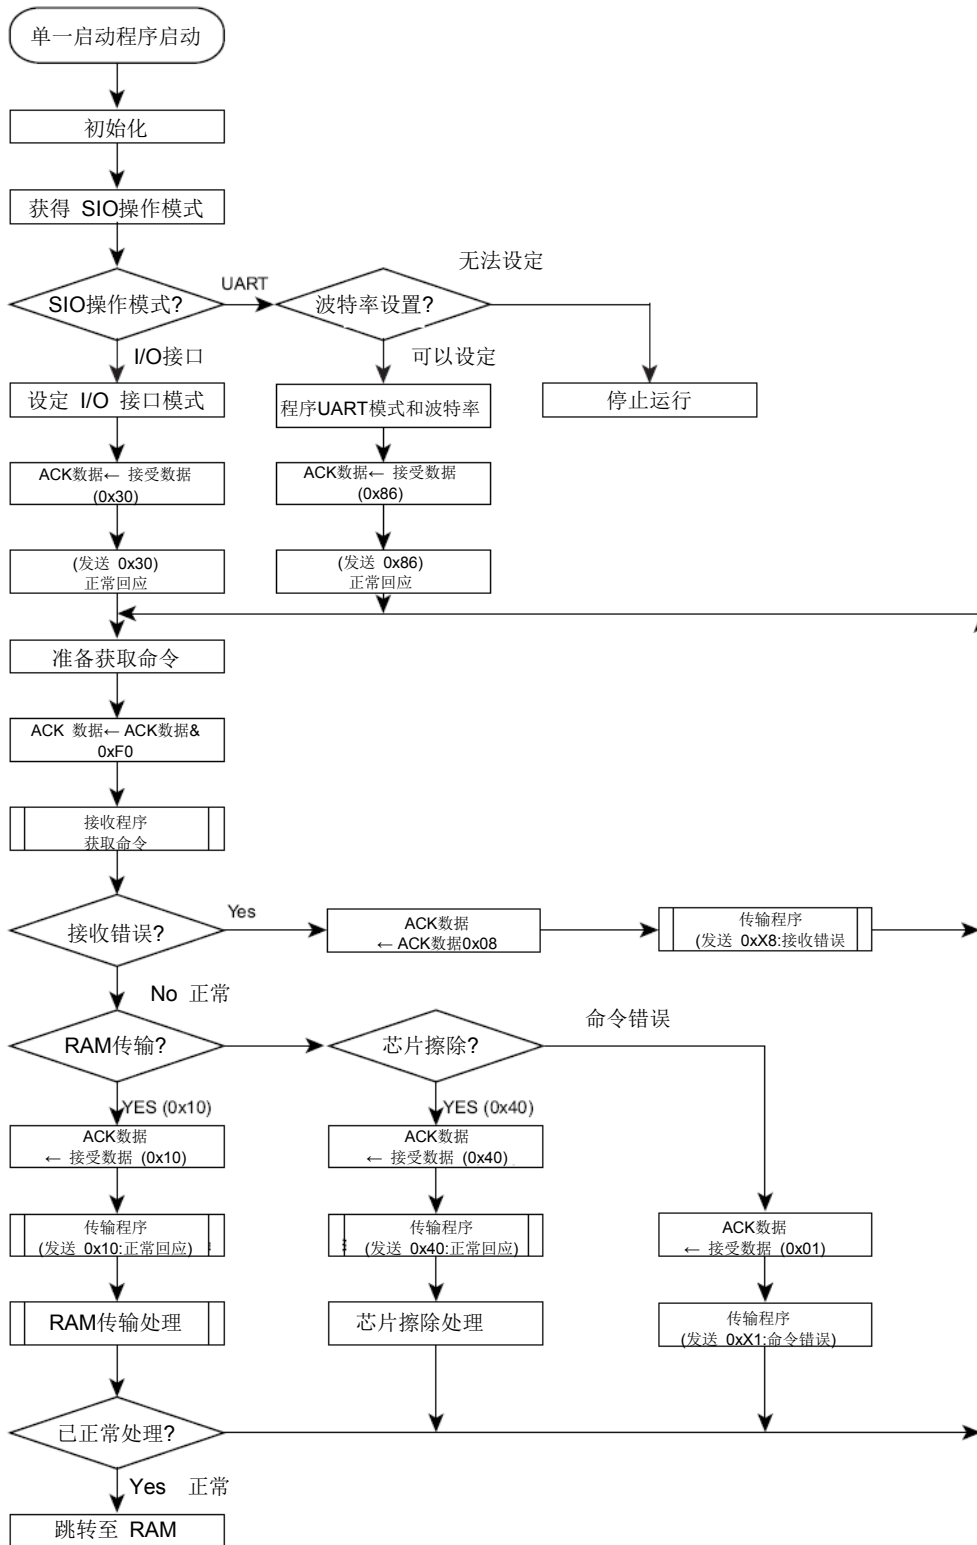 单一启动程序启动
初始化
获得 SIO操作模式
无法设定
UART
SIO操作模式?
波特率设置?
I/O接口
可以设定
设定 I/O 接口模式
程序UART模式和波特率
停止运行
ACK数据← 接受数据
(0x30)
ACK数据← 接受数据
(0x86)
(发送 0x30)
正常回应
(发送 0x86)
正常回应
准备获取命令
ACK 数据← ACK数据&
0xF0
接收程序
获取命令
接收错误?
Yes
ACK数据
← ACK数据0x08
传输程序
(发送 0xX8:接收错误
No 正常
命令错误
RAM传输?
芯片擦除?
YES (0x10)
YES (0x40)
ACK数据
← 接受数据 (0x10)
ACK数据
← 接受数据 (0x40)
传输程序
(发送 0x10:正常回应)
传输程序
(发送 0x40:正常回应)
ACK数据
← 接受数据 (0x01)
RAM传输处理
芯片擦除处理
传输程序
(发送 0xX1:命令错误)
已正常处理?
Yes 正常
跳转至 RAM